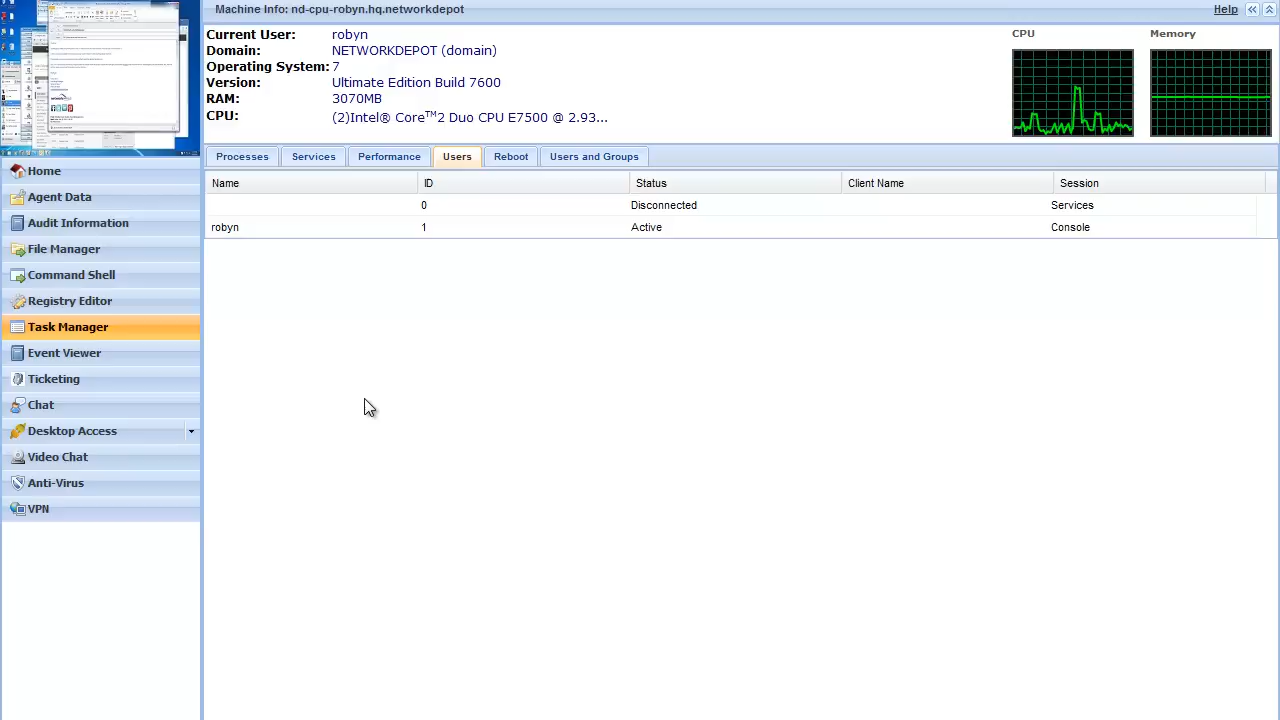 Machine Info: nd-cpu-robyn.hq.networkdepot
Help
Current User: robyn
Domain: NETWORKDEPOT (domain)
Operating System: 7
Version: Ultimate Edition Build 7600
RAM: 3070MB
CPU: (2)Intel® Core™2 Duo CPU E7500 @ 2.93...
CPU Memory
Processes Services Performance Users Reboot Users and Groups
Name ID Status Client Name Session
0 Disconnected Services
robyn 1 Active Console
Home
Agent Data
Audit Information
File Manager
Command Shell
Registry Editor
Task Manager
Event Viewer
Ticketing
Chat
Desktop Access
Video Chat
Anti-Virus
VPN